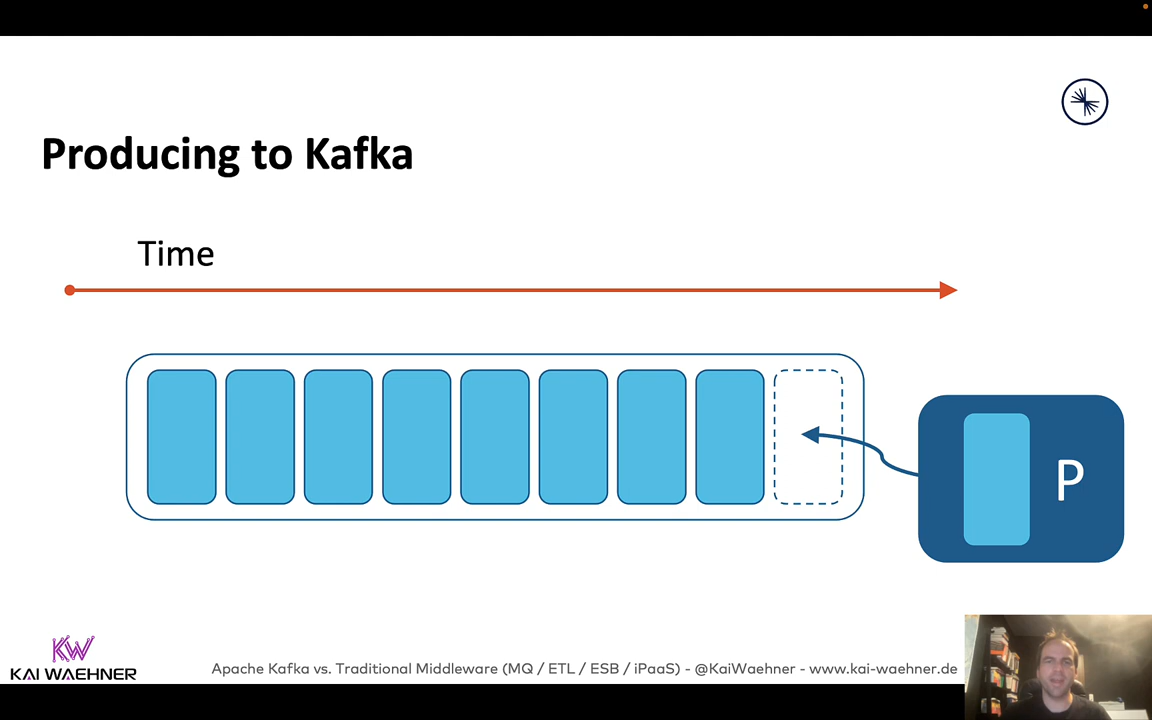 Producing to Kafka
Time
P
KW
KAI WAEHNER
Apache Kafka vs. Traditional Middleware (MQ / ETL / ESB / iPaaS) - @KaiWaehner - www.kai-waehner.de